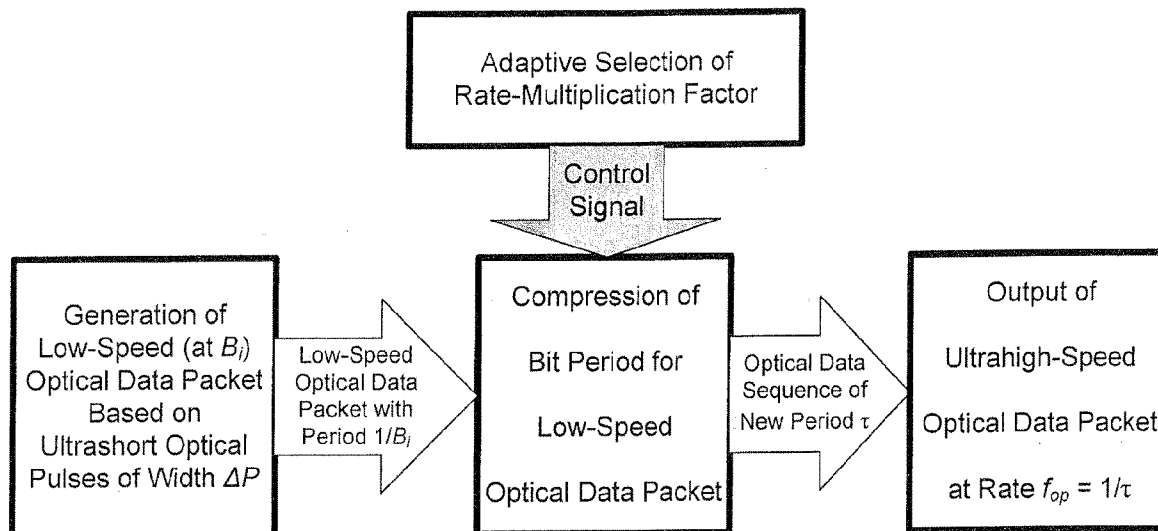 Adaptive Selection of
Rate-Multiplication Factor
Control
Signal
Generation of
Low-Speed (at Bᵢ)
Optical Data Packet
Based on
Ultrashort Optical
Pulses of Width ΔP
Low-Speed
Optical Data
Packet with
Period 1/Bᵢ
Compression of
Bit Period for
Low-Speed
Optical Data Packet
Optical Data
Sequence of
New Period τ
Output of
Ultrahigh-Speed
Optical Data Packet
at Rate f_op = 1/τ